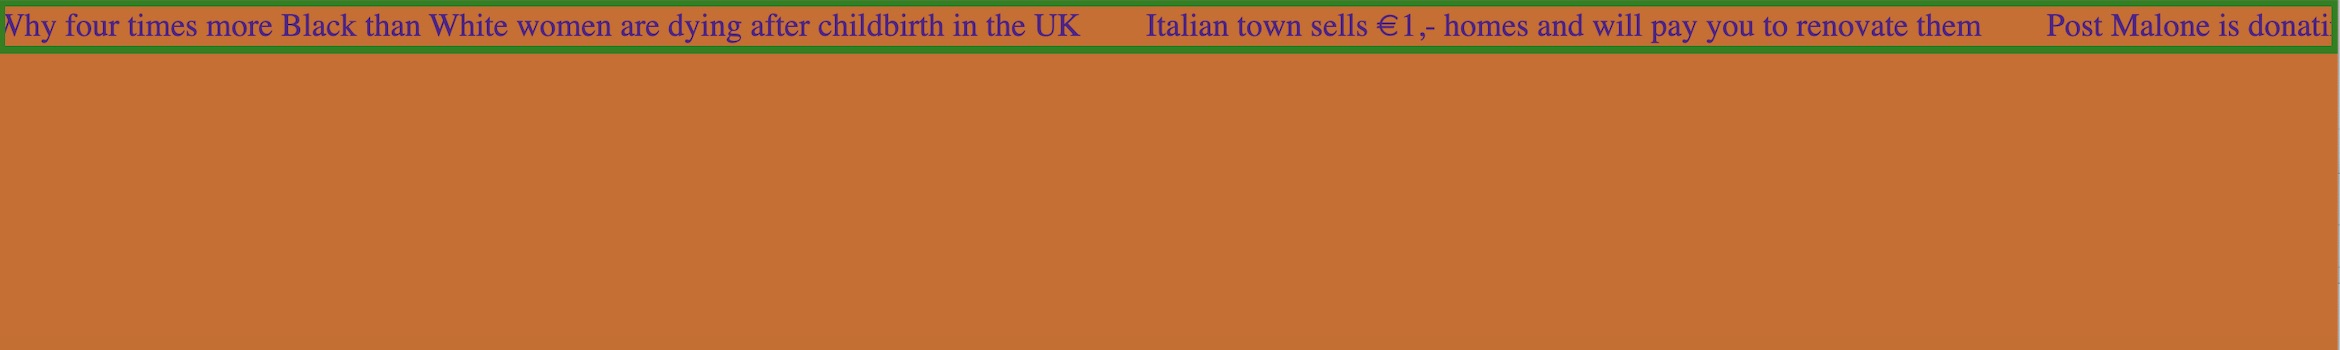 Why four times more Black than White women are dying after childbirth in the UK Italian town sells €1,- homes and will pay you to renovate them Post Malone is donati